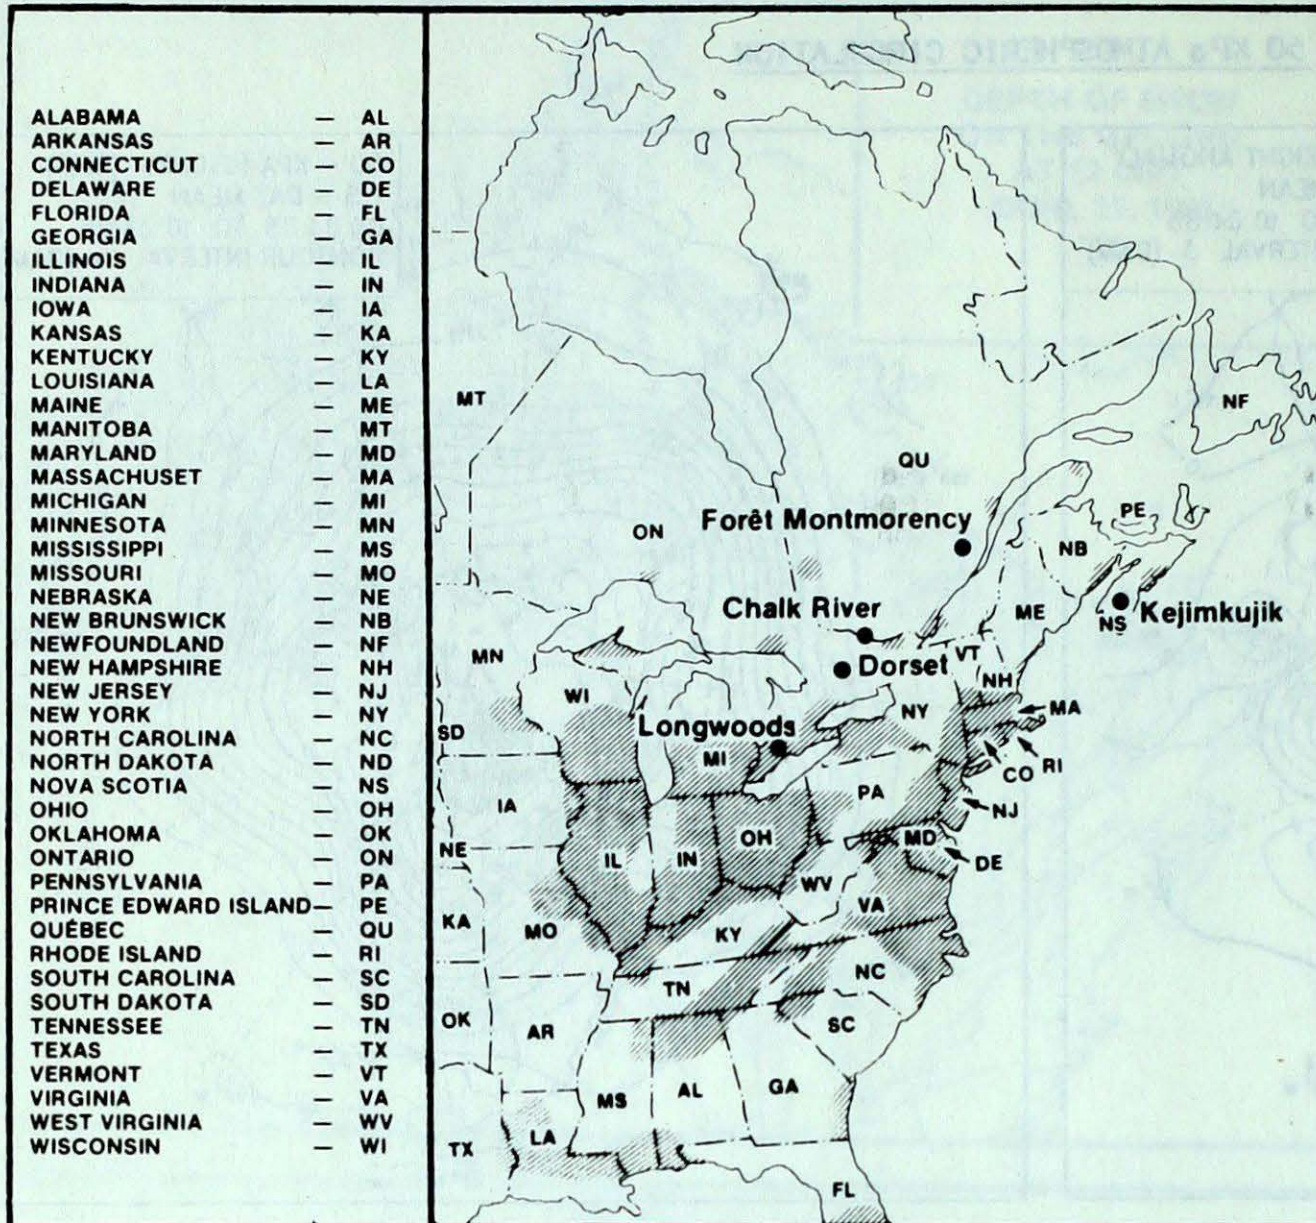 ALABAMA — AL
ARKANSAS — AR
CONNECTICUT — CO
DELAWARE — DE
FLORIDA — FL
GEORGIA — GA
ILLINOIS — IL
INDIANA — IN
IOWA — IA
KANSAS — KA
KENTUCKY — KY
LOUISIANA — LA
MAINE — ME
MANITOBA — MT
MARYLAND — MD
MASSACHUSET — MA
MICHIGAN — MI
MINNESOTA — MN
MISSISSIPPI — MS
MISSOURI — MO
NEBRASKA — NE
NEW BRUNSWICK — NB
NEWFOUNDLAND — NF
NEW HAMPSHIRE — NH
NEW JERSEY — NJ
NEW YORK — NY
NORTH CAROLINA — NC
NORTH DAKOTA — ND
NOVA SCOTIA — NS
OHIO — OH
OKLAHOMA — OK
ONTARIO — ON
PENNSYLVANIA — PA
PRINCE EDWARD ISLAND — PE
QUÉBEC — QU
RHODE ISLAND — RI
SOUTH CAROLINA — SC
SOUTH DAKOTA — SD
TENNESSEE — TN
TEXAS — TX
VERMONT — VT
VIRGINIA — VA
WEST VIRGINIA — WV
WISCONSIN — WI
MT
NF
QU
Forêt Montmorency
PE
ON
NB
Chalk River
ME
NS
Kejimkujik
MN
Dorset
VT
WI
NH
NY
MA
SD
Longwoods
MI
CO
RI
IA
PA
NJ
NE
IL
IN
OH
MD
DE
WV
KA
MO
VA
KY
NC
TN
OK
AR
SC
MS
AL
GA
TX
LA
FL